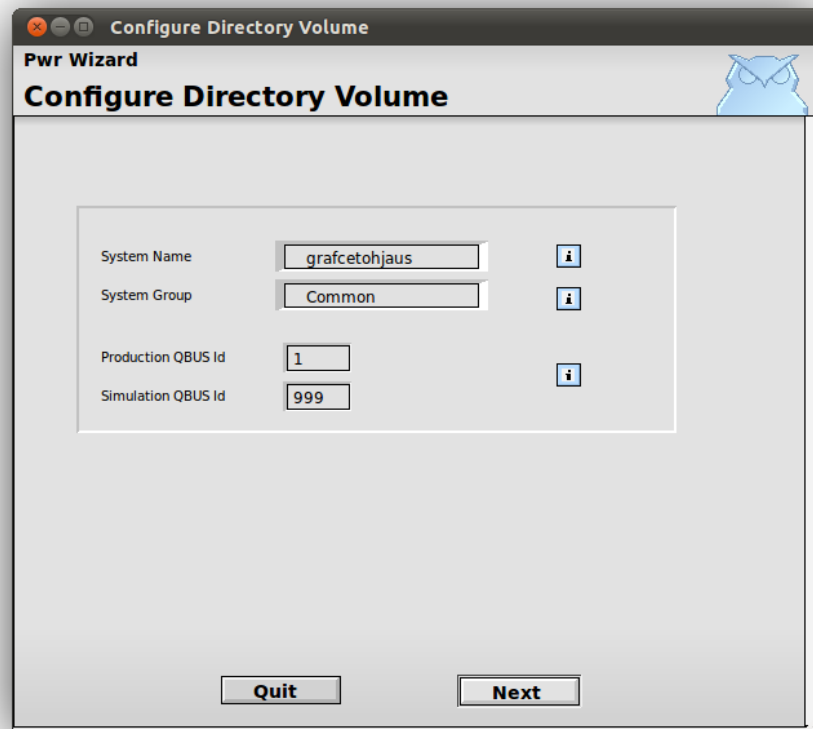 Configure Directory Volume
Pwr Wizard
Configure Directory Volume
System Name grafcetohjaus i
System Group Common i
Production QBUS Id 1
i
Simulation QBUS Id 999
Quit Next